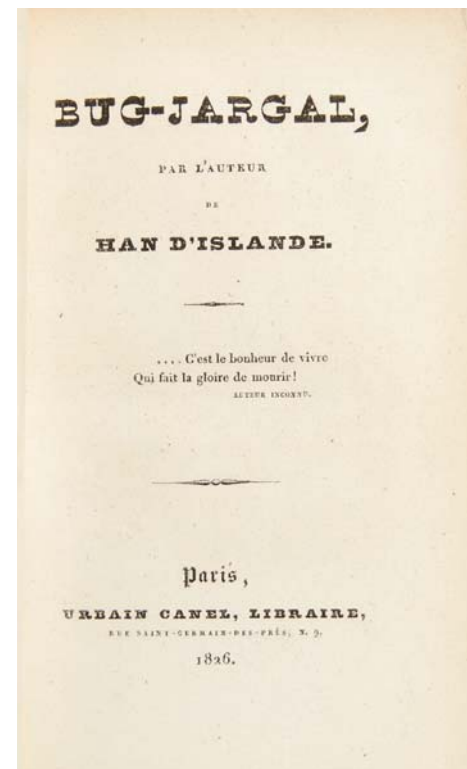 BUG-JARGAL,
PAR L'AUTEUR
DE
HAN D'ISLANDE.
.... C'est le bonheur de vivre
Qui fait la gloire de mourir!
AUTEUR INCONNU.
Paris,
URBAIN CANEL, LIBRAIRE,
RUE SAINT-GERMAIN-DES-PRÉS, N. 9.
1826.